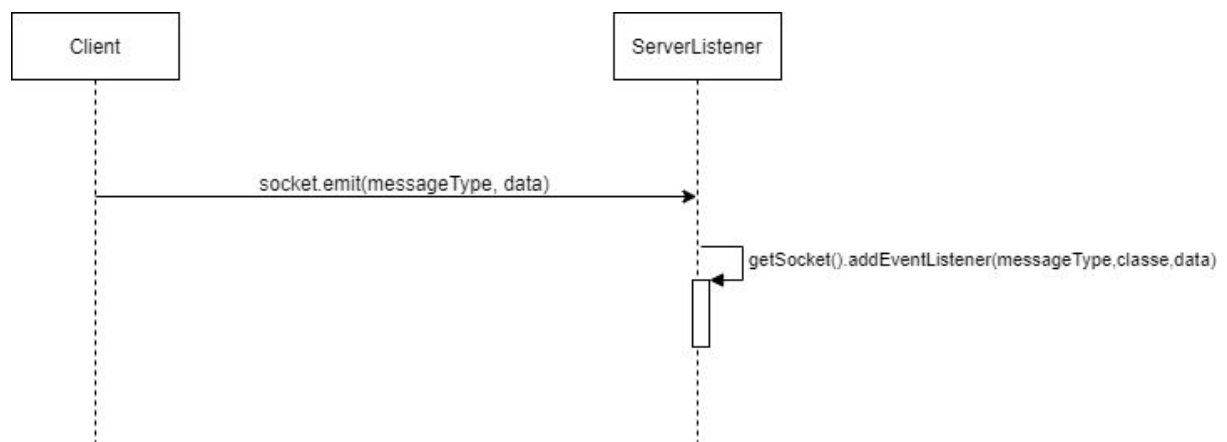 Client
ServerListener
socket.emit(messageType, data)
getSocket().addEventListener(messageType,classe,data)